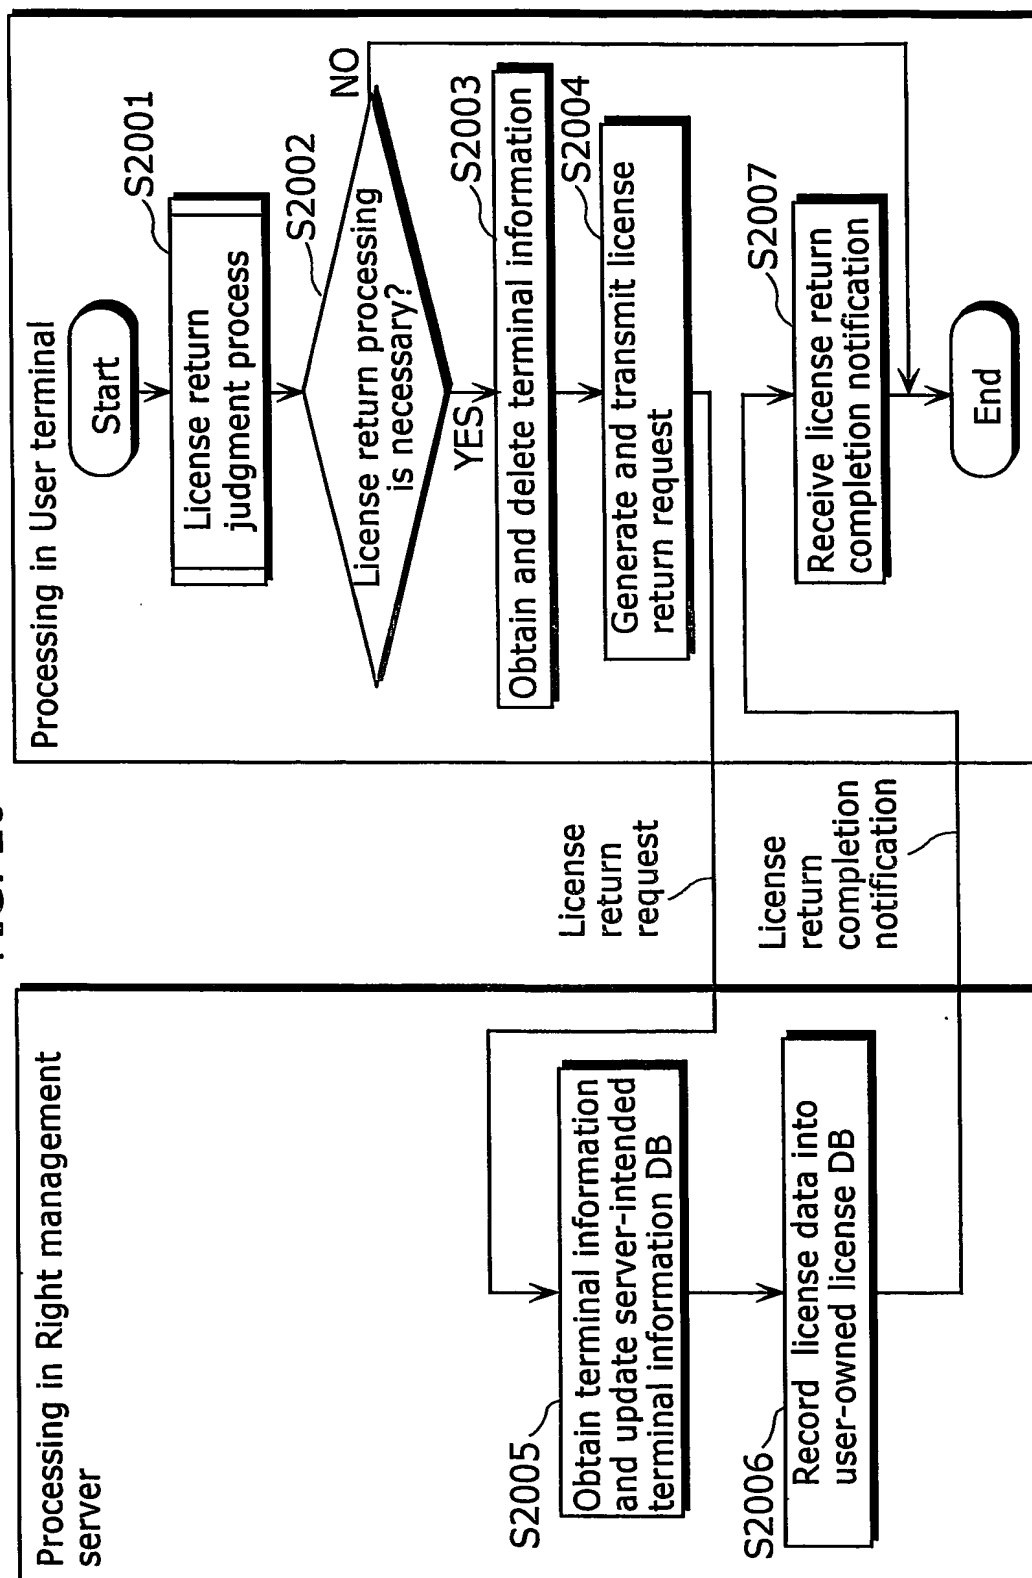 Processing in Right management
server
S2005
Obtain terminal information
and update server-intended
terminal information DB
S2006
Record license data into
user-owned license DB
License
return
request
License
return
completion
notification
Processing in User terminal
Start
S2001
License return
judgment process
S2002
License return processing
is necessary?
NO
YES
S2003
Obtain and delete terminal information
S2004
Generate and transmit license
return request
S2007
Receive license return
completion notification
End